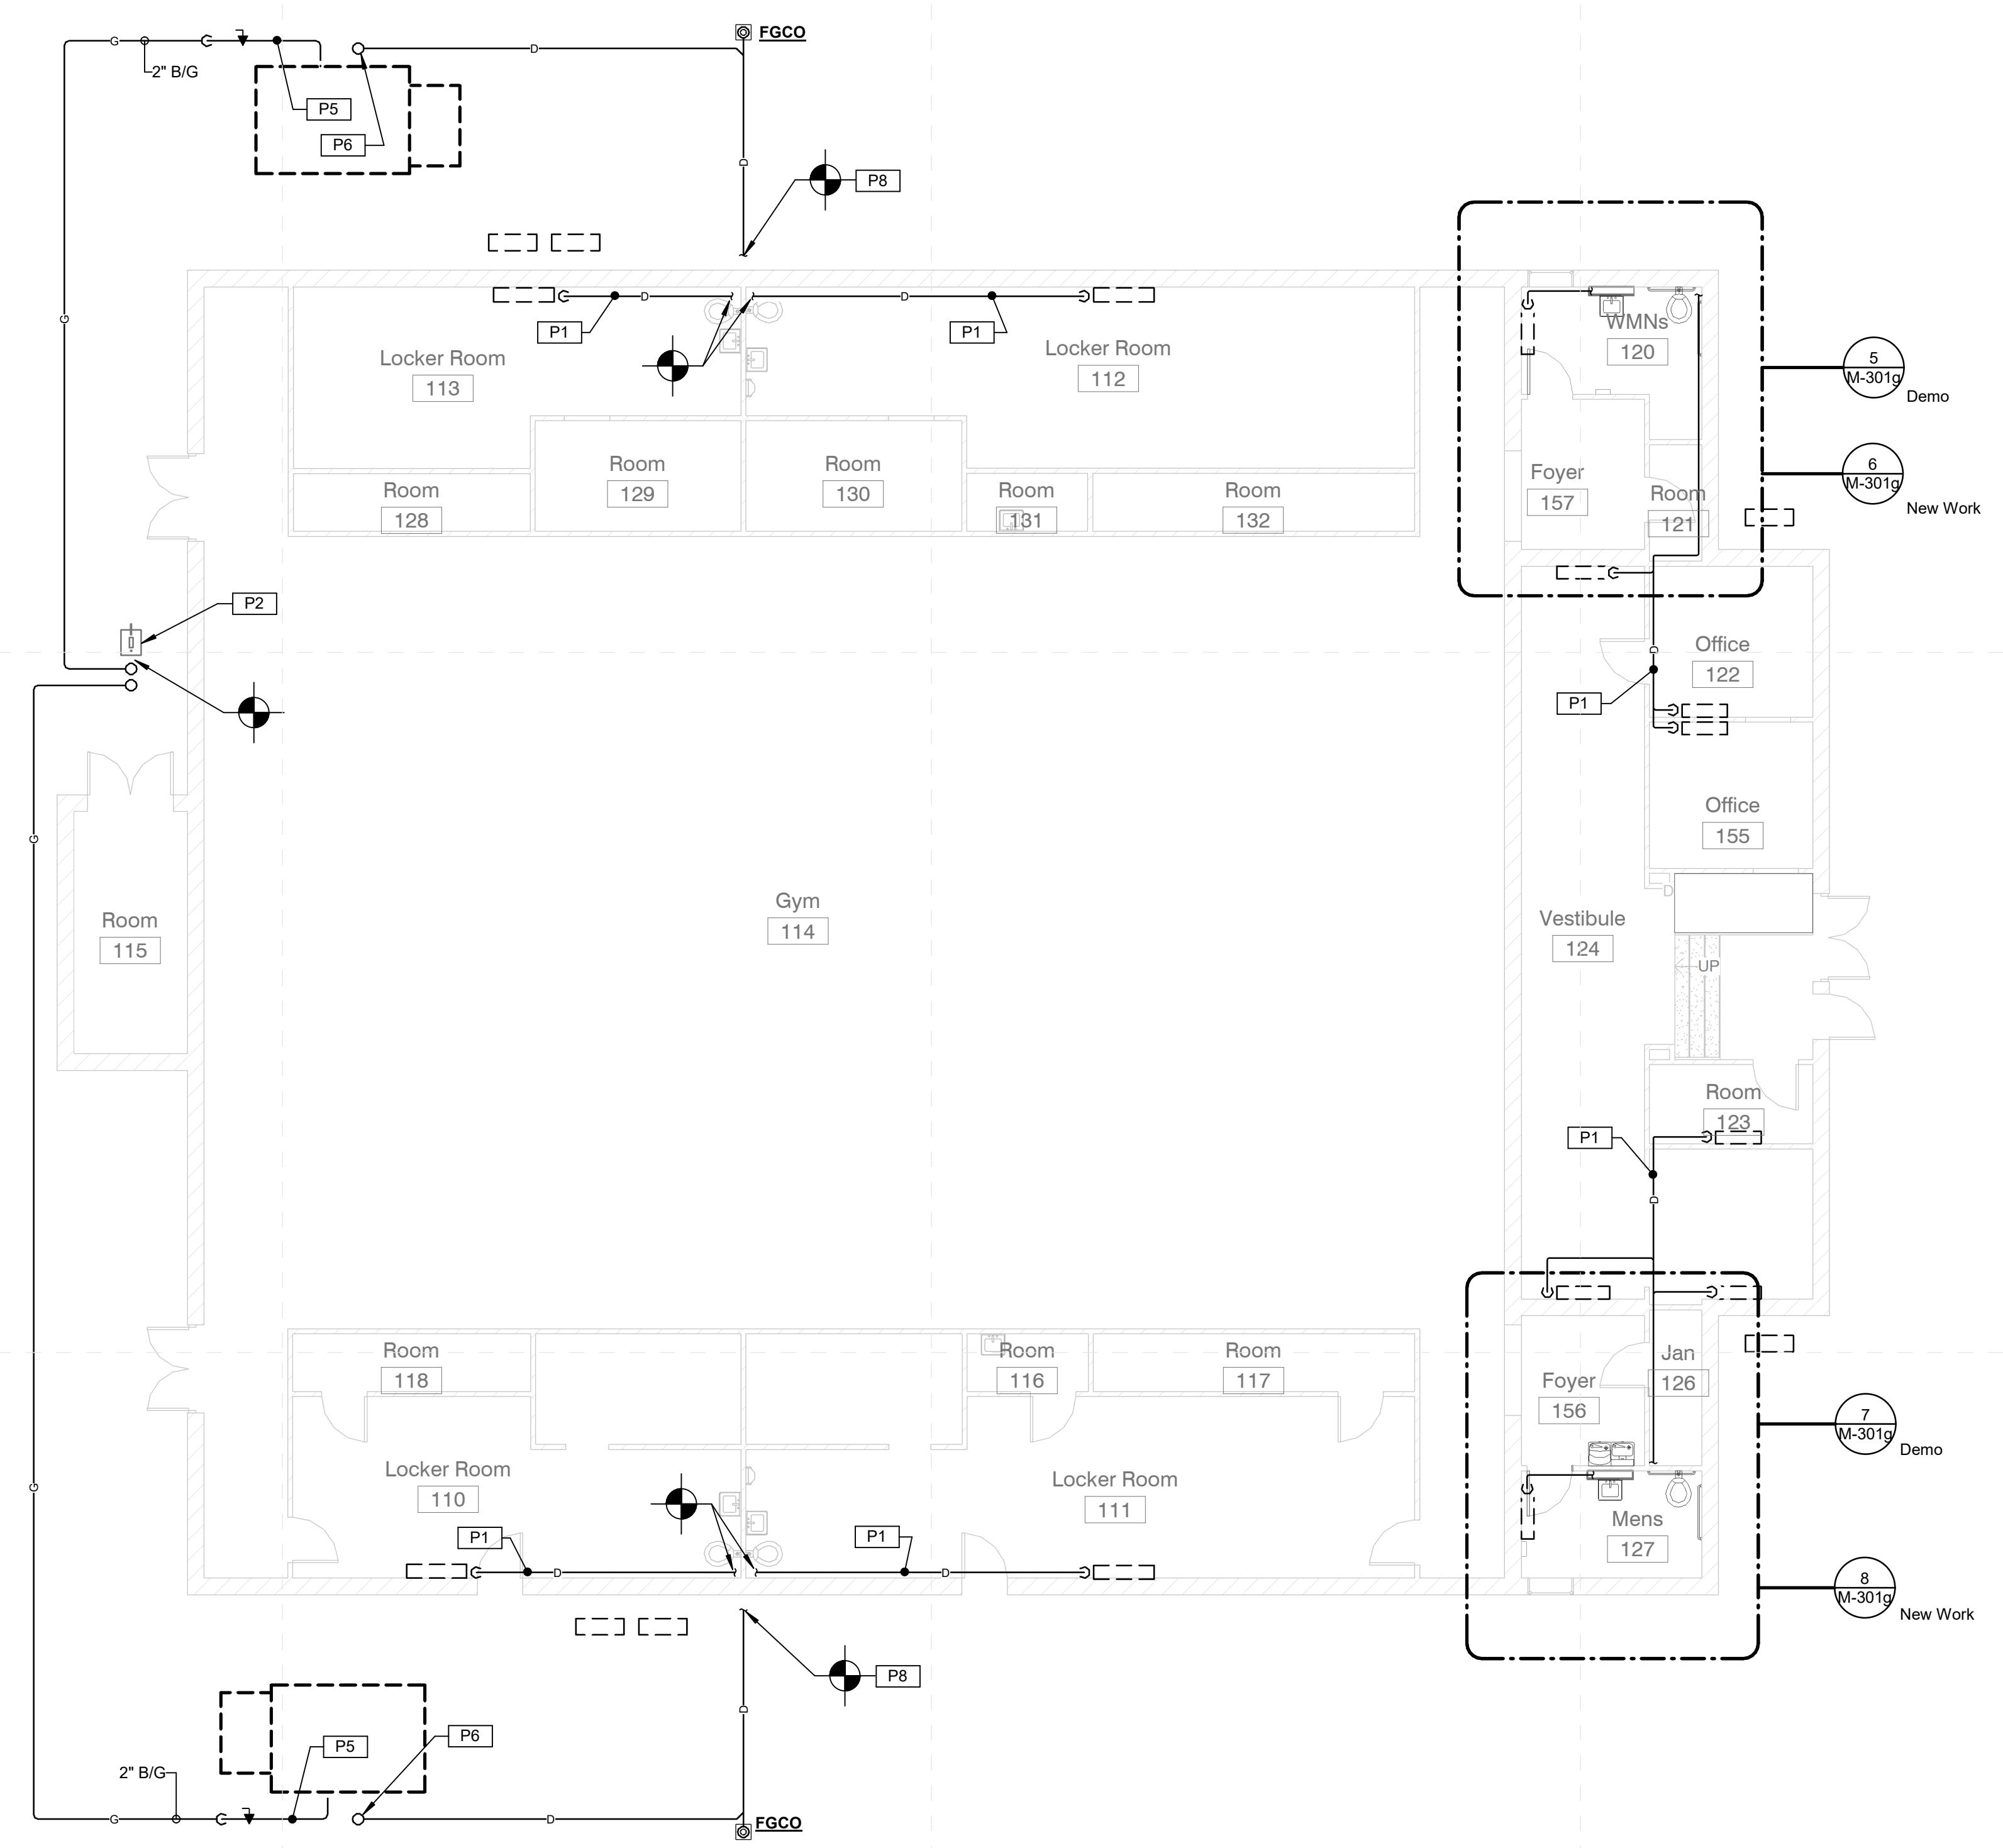 FGCO
G
D
2" B/G
P5
P6
D
P8
D
D
P1
P1
Locker Room
113
Locker Room
112
WMNs
120
5
M-301g
Demo
6
M-301g
New Work
Room
128
Room
129
Room
130
Room
131
Room
132
Foyer
157
Room
121
G
P2
D
Office
122
P1
Office
155
G
D
Room
115
Gym
114
Vestibule
124
UP
Room
123
P1
D
Room
118
Room
116
Room
117
Jan
126
Foyer
156
7
M-301g
Demo
Locker Room
110
Locker Room
111
G
P1
P1
Mens
127
D
D
8
M-301g
New Work
P8
D
P5
P6
2" B/G
G
D
FGCO